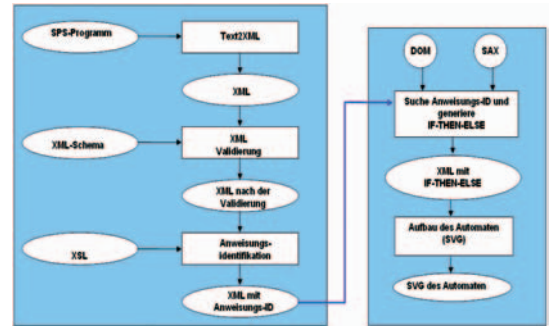 SPS-Programm
Text2XML
XML
XML-Schema
XML
Validierung
XML nach der
Validierung
XSL
Anweisungs-
identifikation
XML mit
Anweisungs-ID
DOM
SAX
Suche Anweisungs-ID und
generiere
IF-THEN-ELSE
XML mit
IF-THEN-ELSE
Aufbau des Automaten
(SVG)
SVG des Automaten